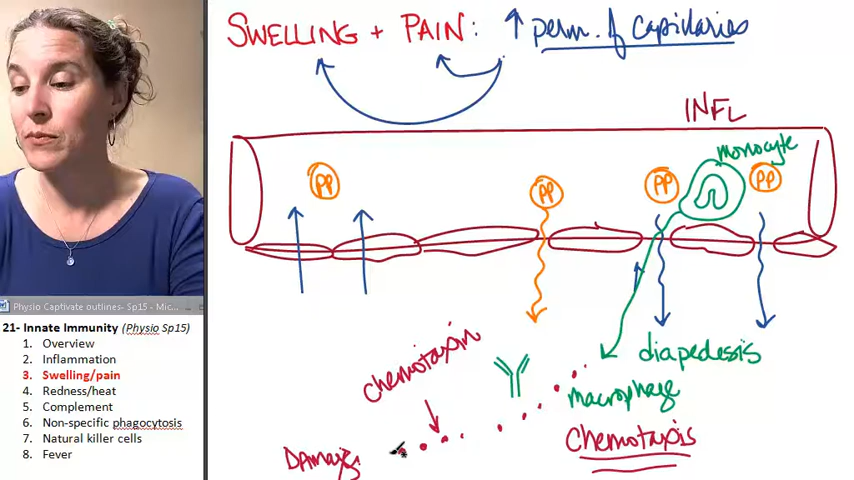 SWELLING + PAIN: ↑ perm. of Capillaries
INFL
monocyte
PP
PP
PP
PP
chemotaxin
diapedesis
macrophage
Chemotaxis
Damage
Physio Captivate outlines- Sp15 - Mic...
21- Innate Immunity (Physio Sp15)
1. Overview
2. Inflammation
3. Swelling/pain
4. Redness/heat
5. Complement
6. Non-specific phagocytosis
7. Natural killer cells
8. Fever